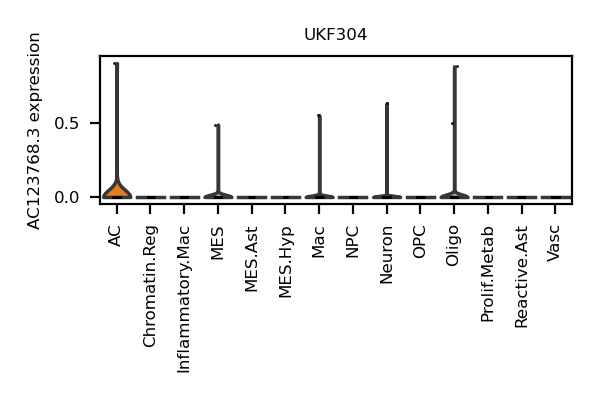 UKF304
AC123768.3 expression
0.5
0.0
AC
Chromatin.Reg
Inflammatory.Mac
MES
MES.Ast
MES.Hyp
Mac
NPC
Neuron
OPC
Oligo
Prolif.Metab
Reactive.Ast
Vasc